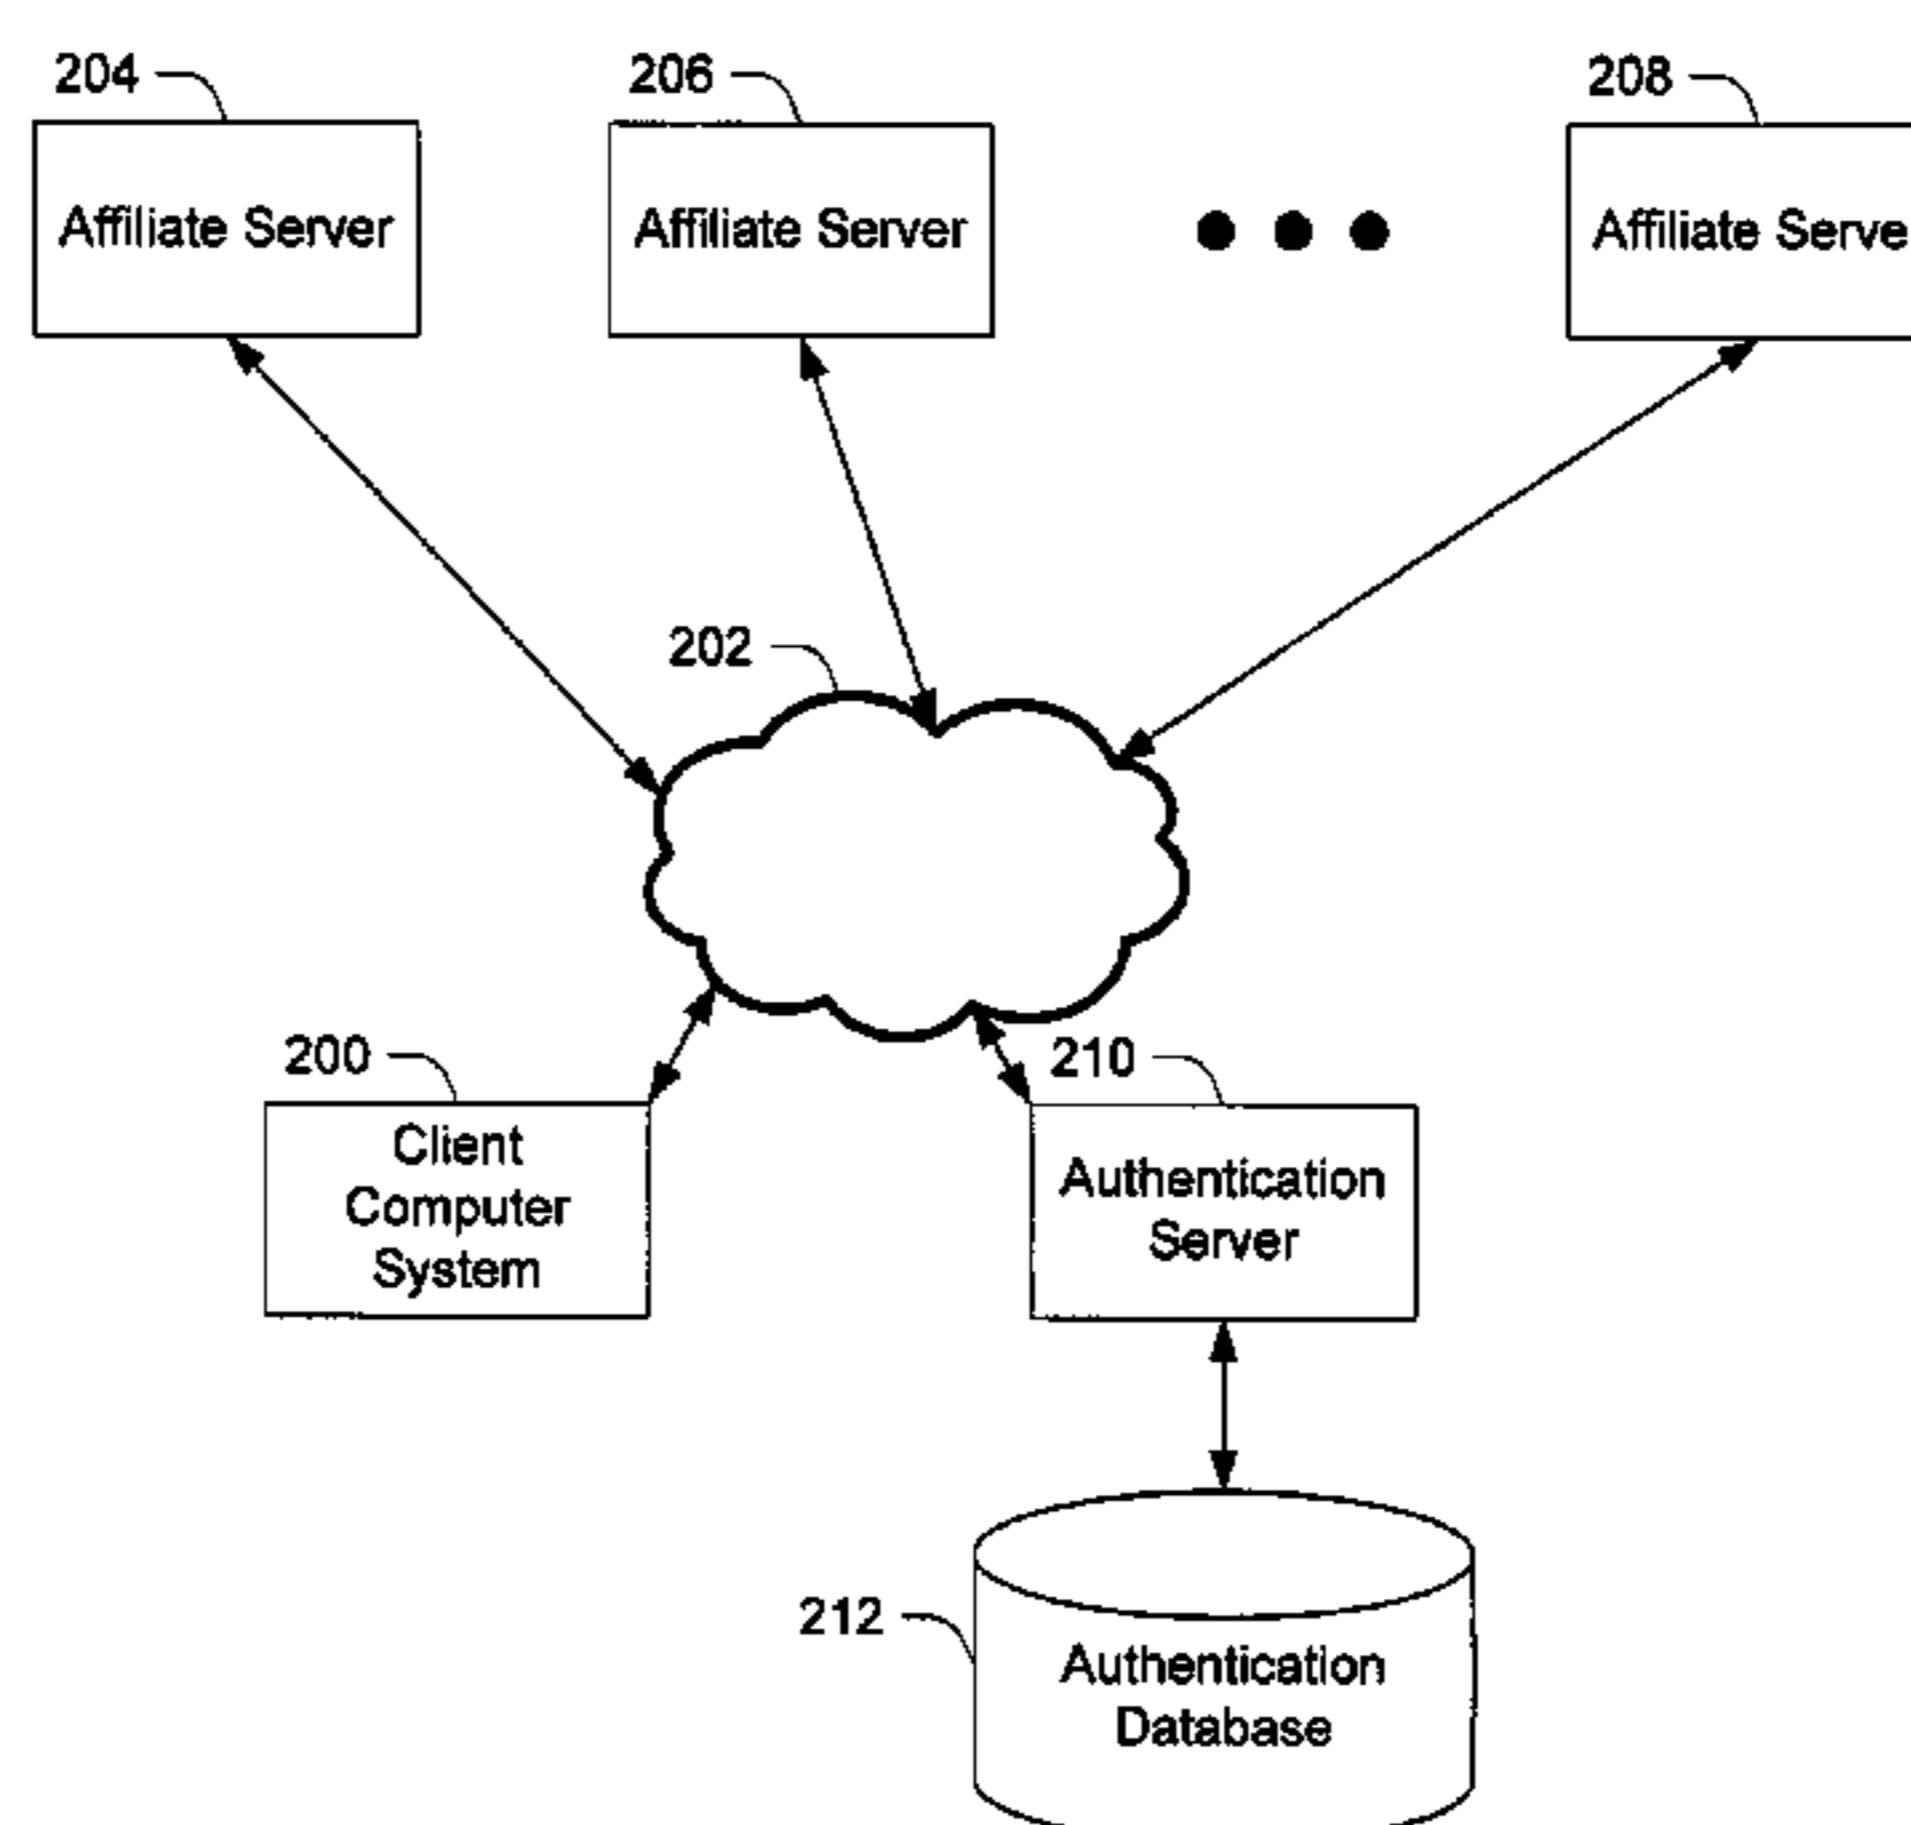 204
206
208
Affiliate Server
Affiliate Server
Affiliate Serve
202
200
210
Client
Computer
System
Authentication
Server
212
Authentication
Database